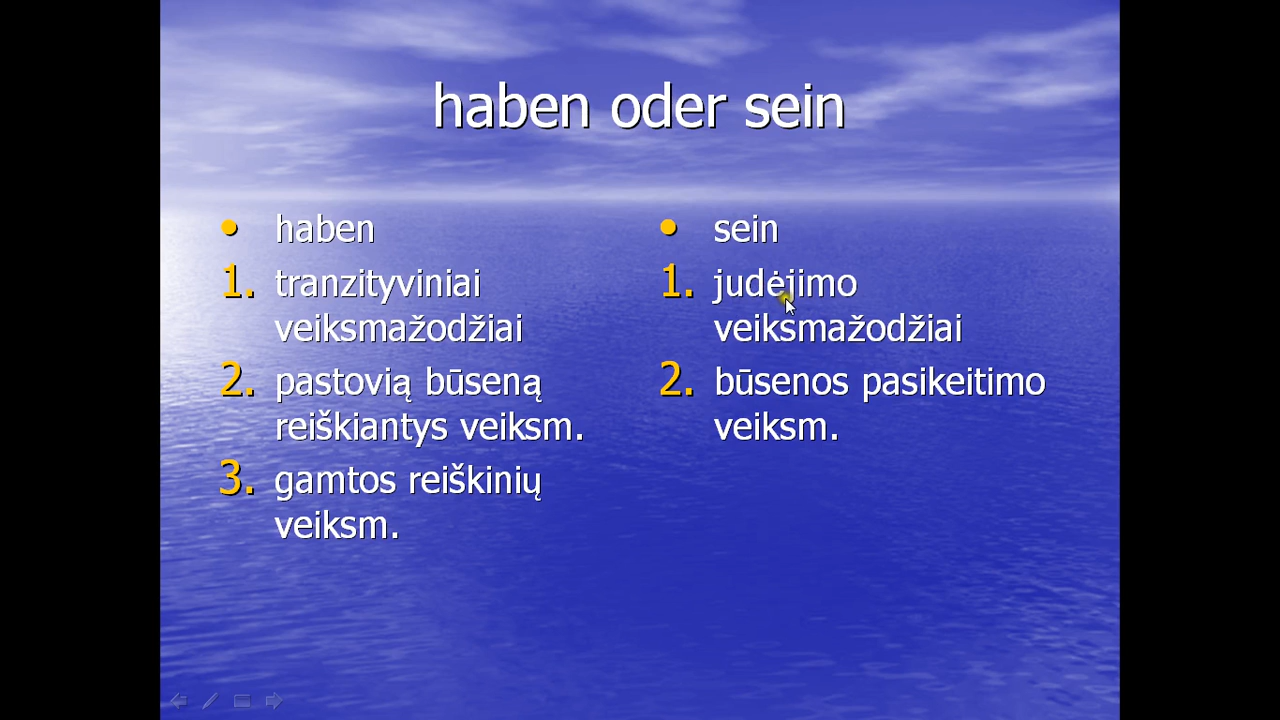 haben oder sein
• haben
1. tranzityviniai
veiksmažodžiai
2. pastovią būseną
reiškiantys veiksm.
3. gamtos reiškinių
veiksm.
• sein
1. judėjimo
veiksmažodžiai
2. būsenos pasikeitimo
veiksm.